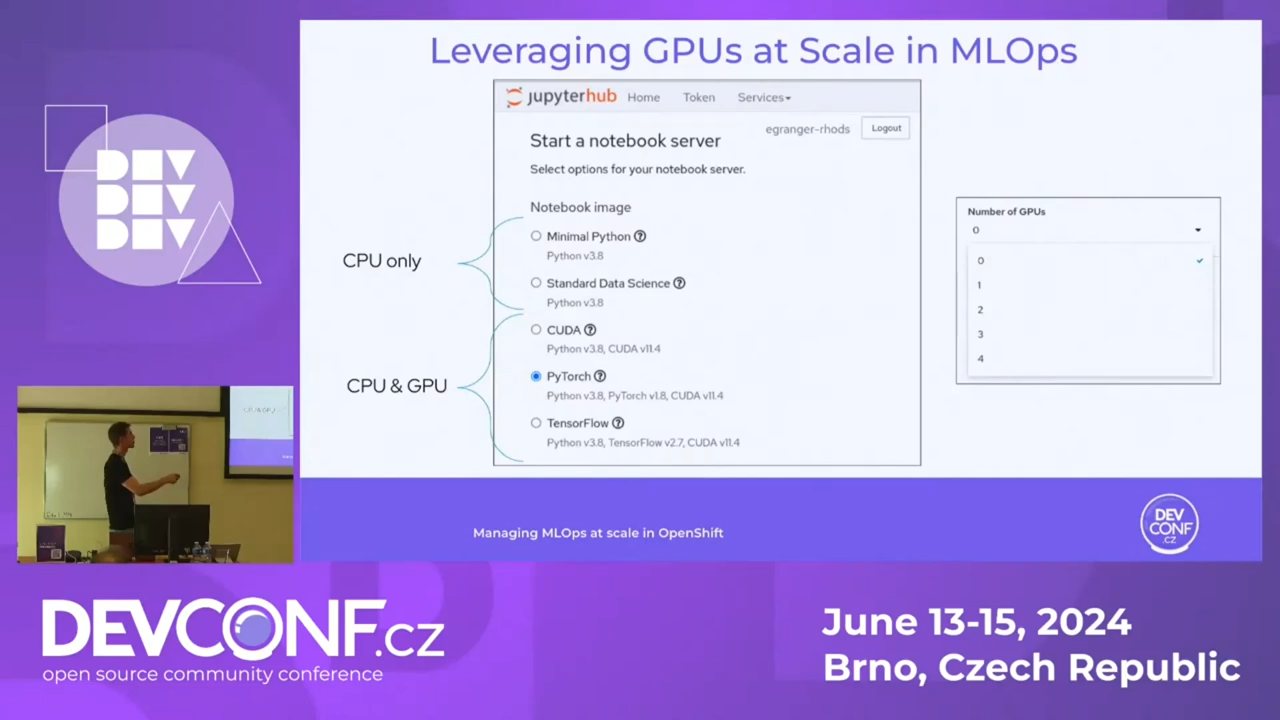 Leveraging GPUs at Scale in MLOps
jupyterhub Home Token Services
egranger-rhods Logout
Start a notebook server
Select options for your notebook server.
Notebook image
CPU only
Minimal Python
Python v3.8
Standard Data Science
Python v3.8
CPU & GPU
CUDA
Python v3.8, CUDA v11.4
PyTorch
Python v3.8, PyTorch v1.8, CUDA v11.4
TensorFlow
Python v3.8, TensorFlow v2.7, CUDA v11.4
Number of GPUs
0
0
1
2
3
4
Managing MLOps at scale in OpenShift
DEV
CONF
.CZ
DEV
DEV
DEV
CPU & GPU
DEVCONF.cz
open source community conference
June 13-15, 2024
Brno, Czech Republic